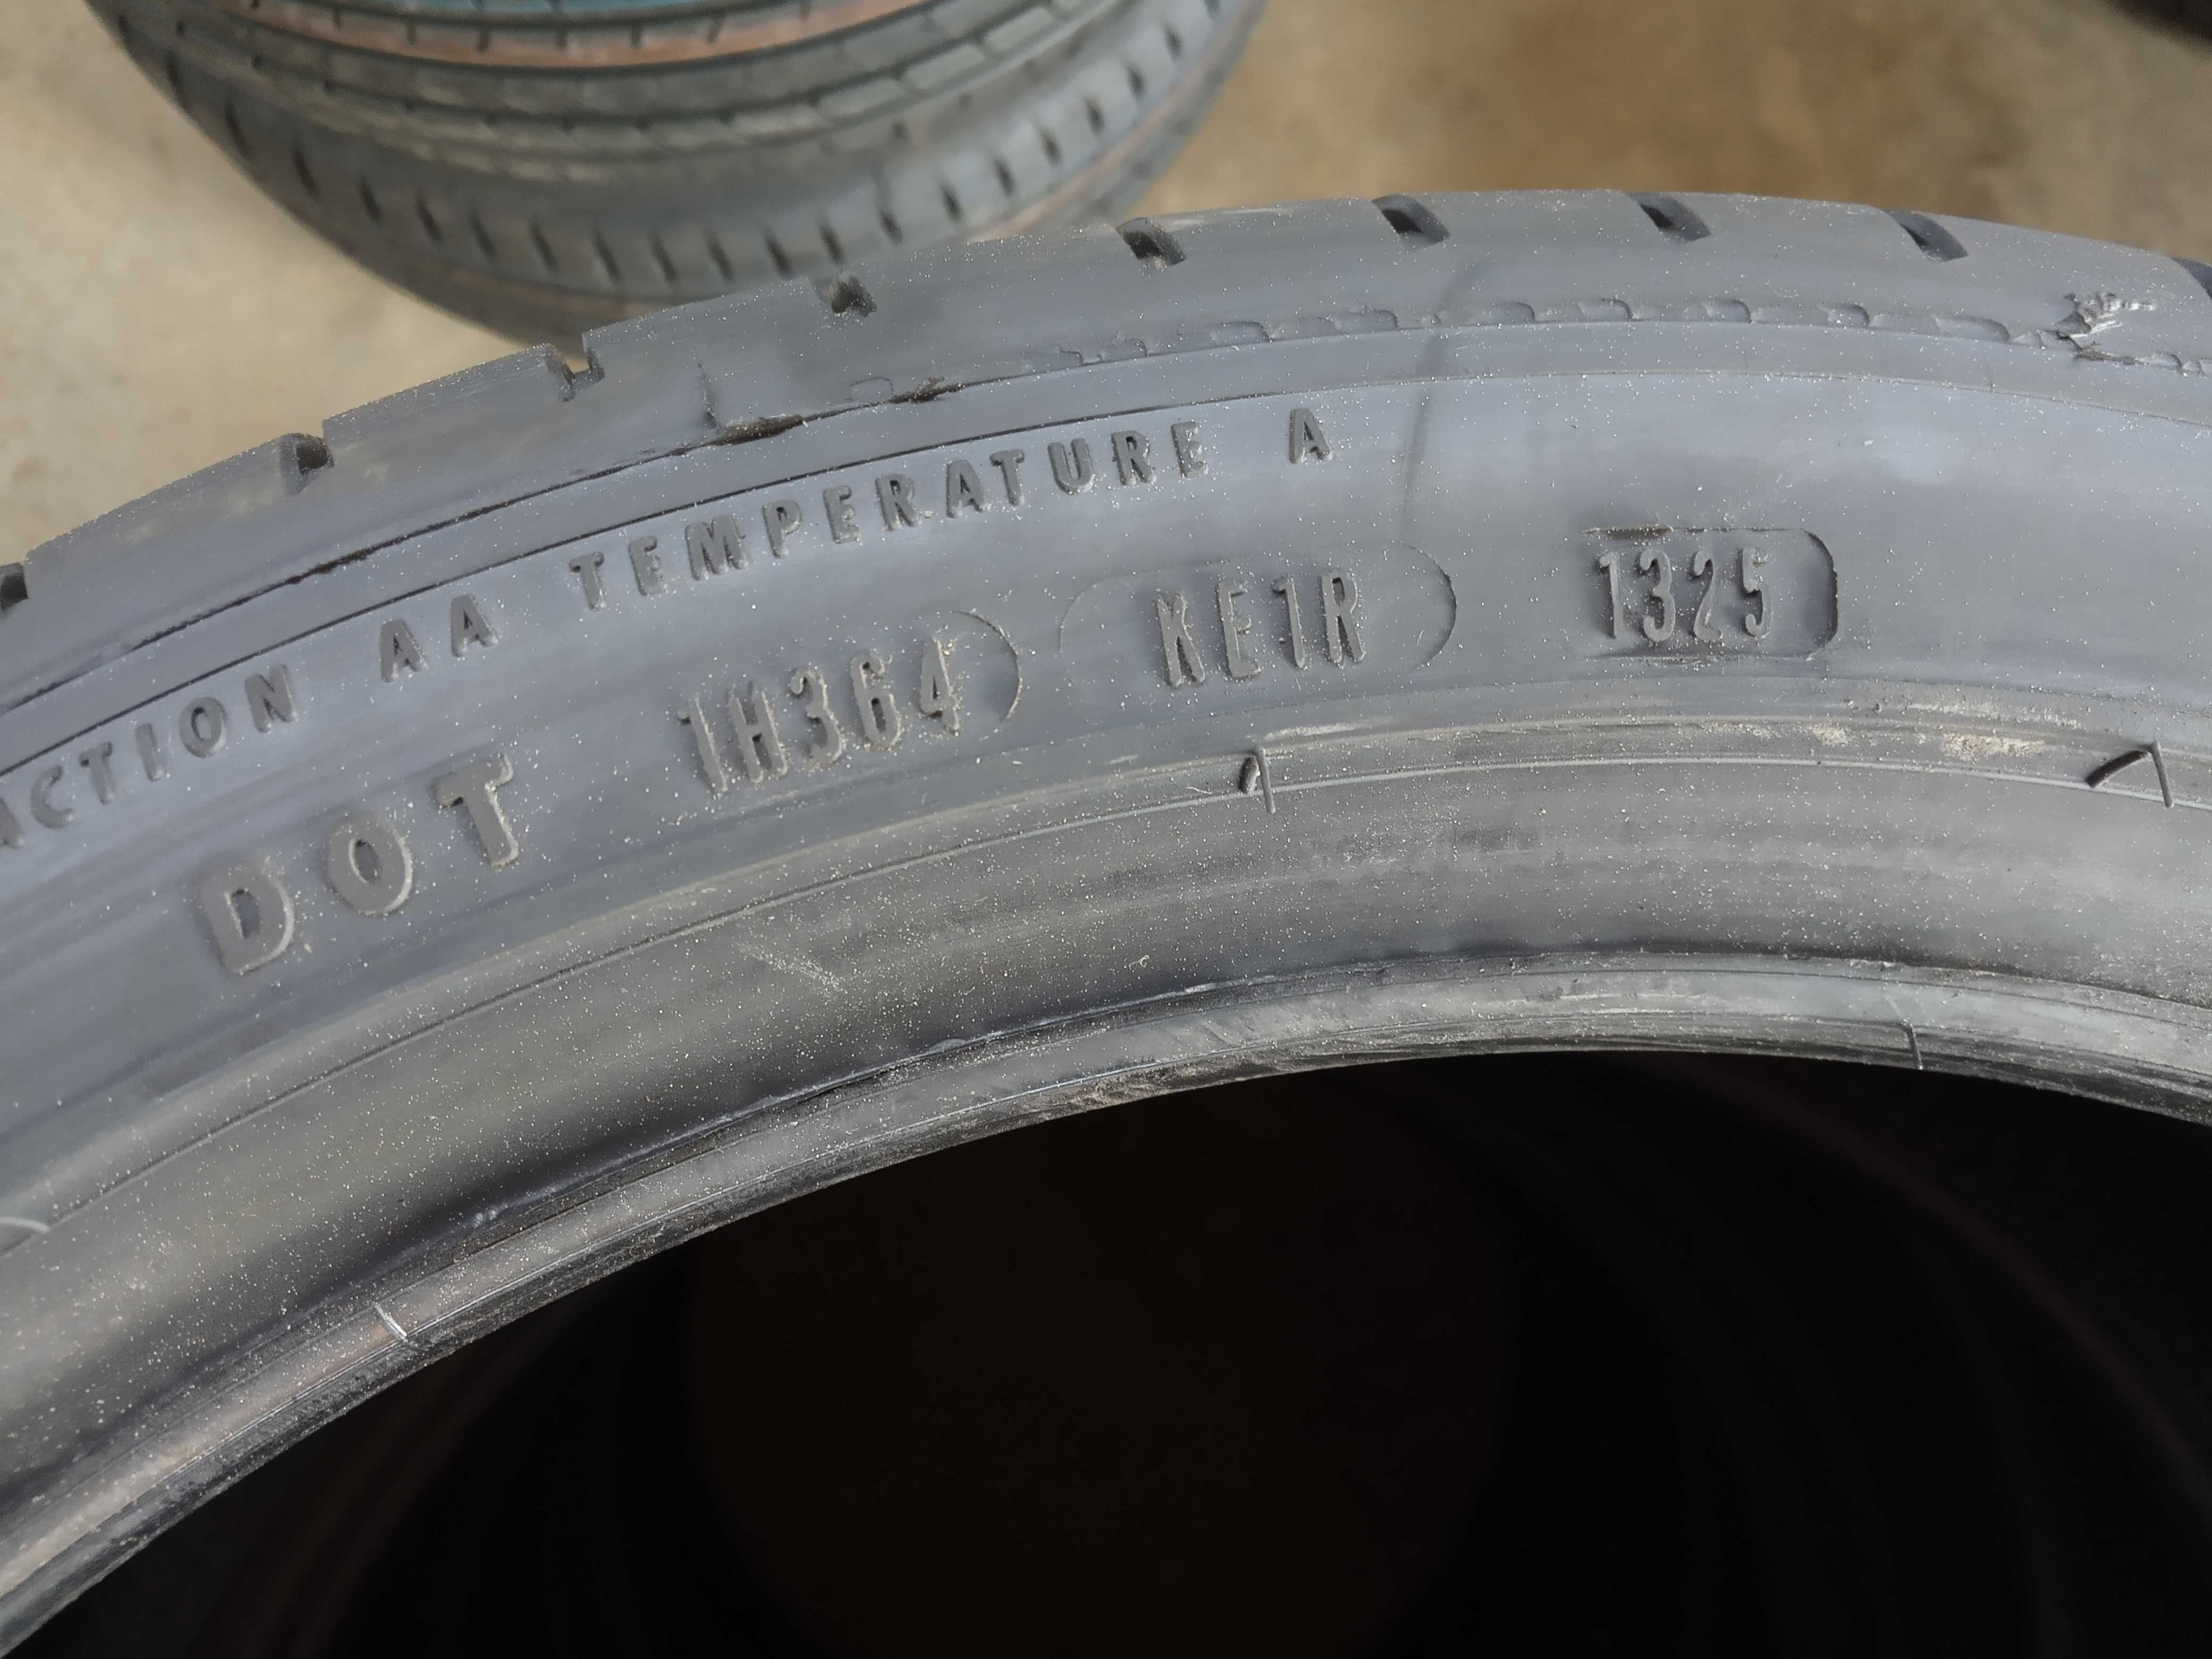 ACTION AA TEMPERATURE A
DOT 1H364 KE1R 1325